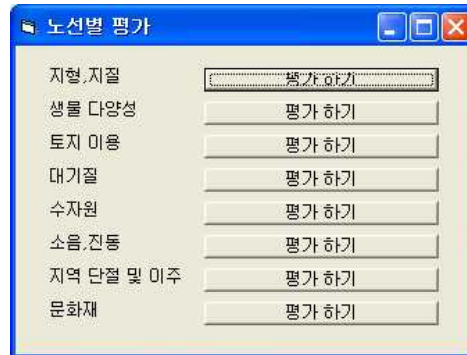 노선별 평가
지형,지질 평가 하기
생물 다양성 평가 하기
토지 이용 평가 하기
대기질 평가 하기
수자원 평가 하기
소음,진동 평가 하기
지역 단절 및 이주 평가 하기
문화재 평가 하기